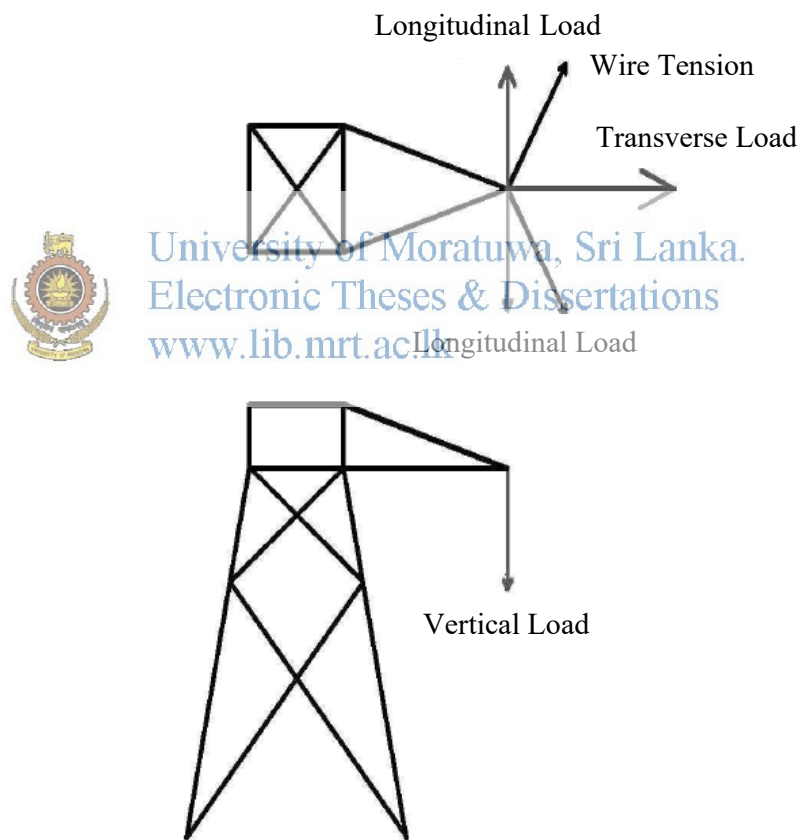 Longitudinal Load
Wire Tension
Transverse Load
University of Moratuwa, Sri Lanka.
Electronic Theses & Dissertations
www.lib.mrt.ac.lk
Longitudinal Load
Vertical Load